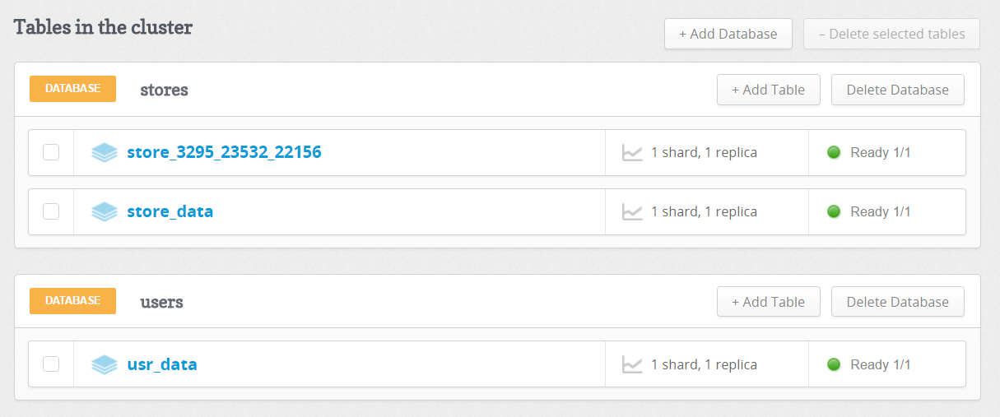 Tables in the cluster
+ Add Database
– Delete selected tables
DATABASE
stores
+ Add Table
Delete Database
store_3295_23532_22156
1 shard, 1 replica
Ready 1/1
store_data
1 shard, 1 replica
Ready 1/1
DATABASE
users
+ Add Table
Delete Database
usr_data
1 shard, 1 replica
Ready 1/1